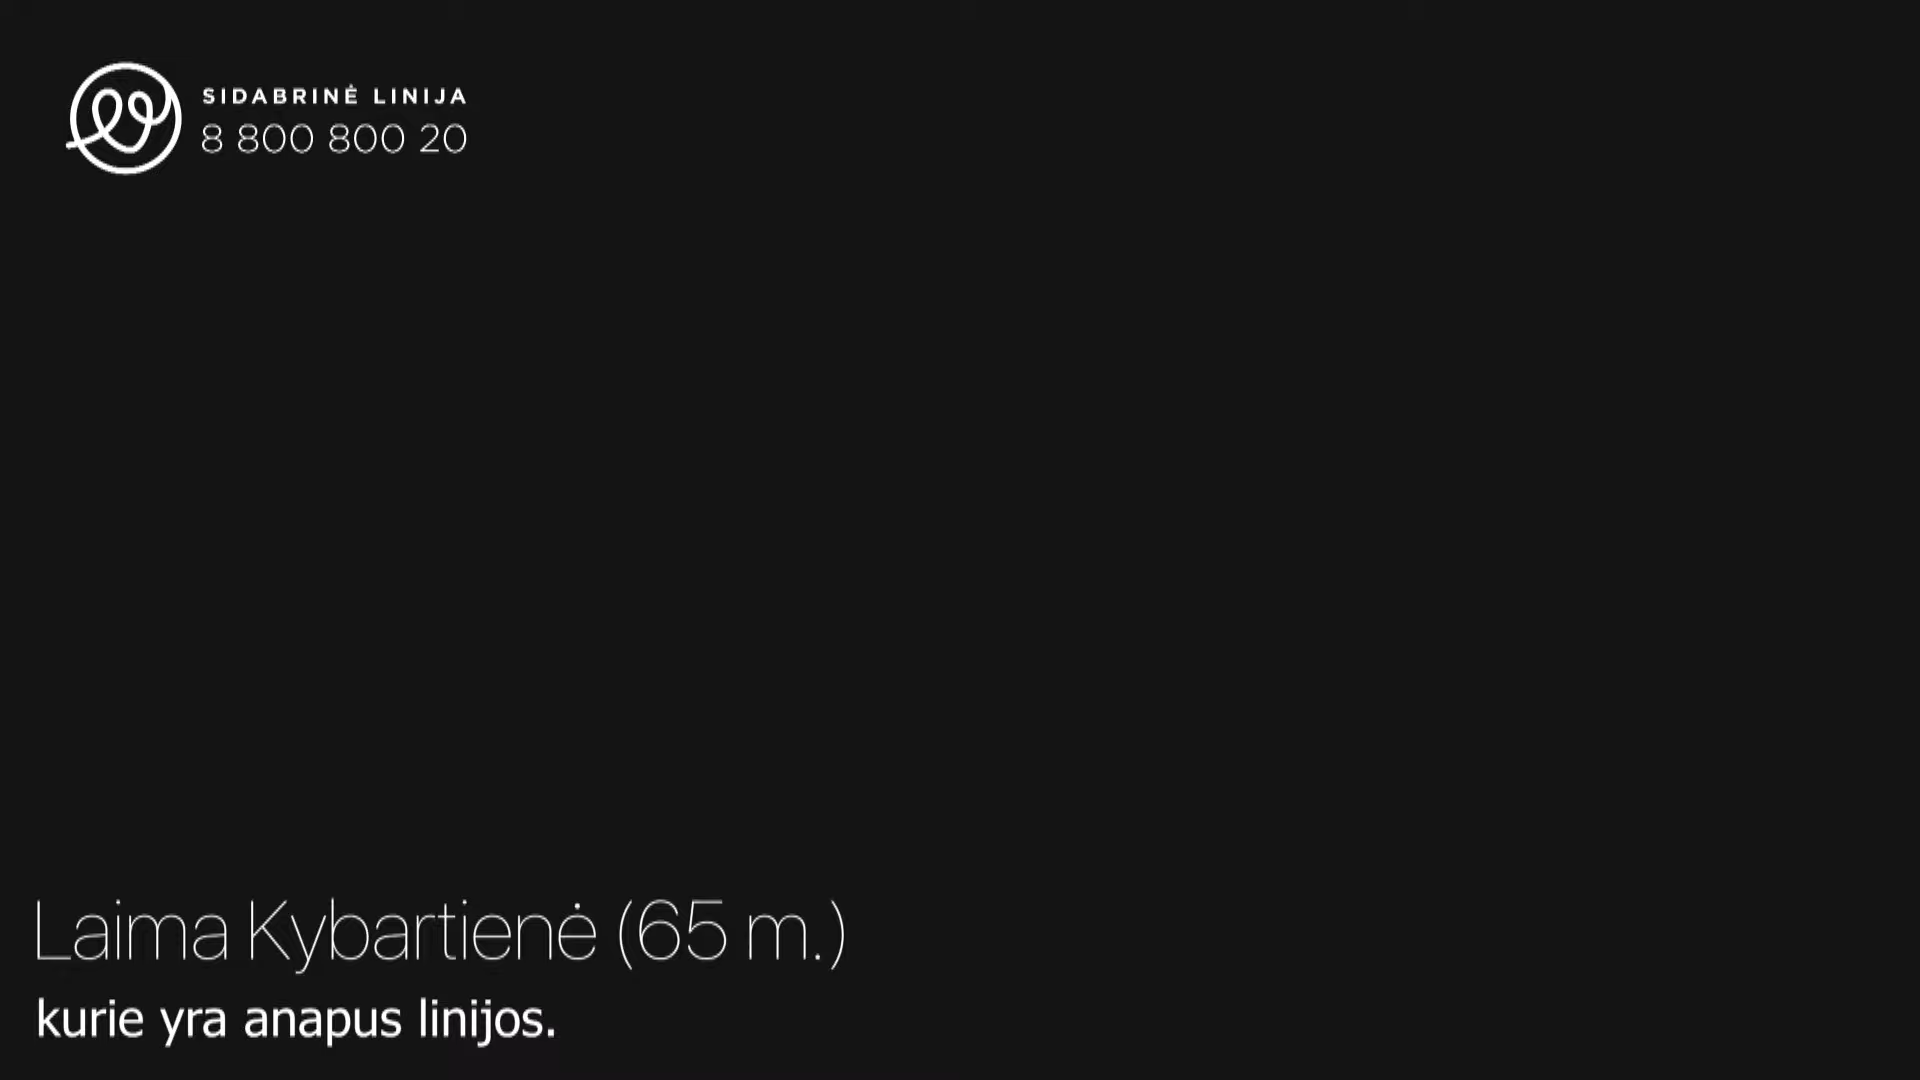 SIDABRINĖ LINIJA
8 800 800 20
Laima Kybartienė (65 m.)
kurie yra anapus linijos.